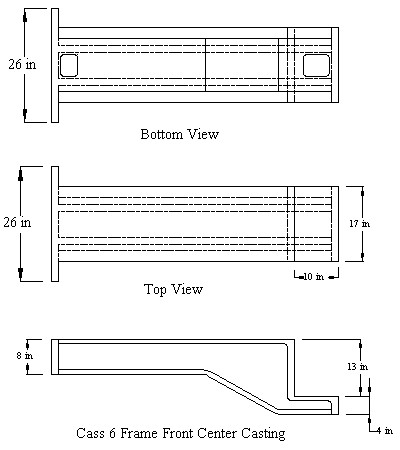 26 in
Bottom View
26 in
17 in
10 in
Top View
8 in
13 in
4 in
Cass 6 Frame Front Center Casting